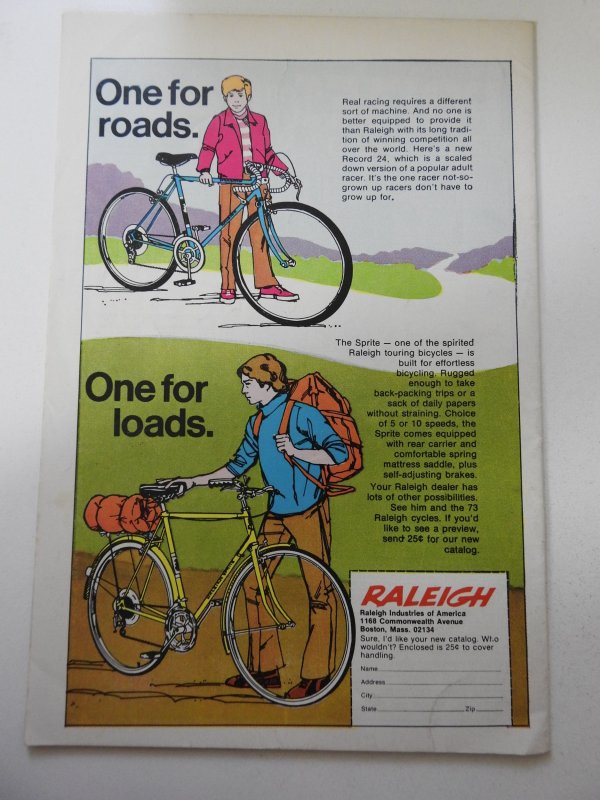 One for
roads.
Real racing requires a different
sort of machine. And no one is
better equipped to provide it
than Raleigh with its long tradi-
tion of winning competition all
over the world. Here's a new
Record 24, which is a scaled
down version of a popular adult
racer. It's the one racer not-so-
grown up racers don't have to
grow up for.
The Sprite — one of the spirited
Raleigh touring bicycles — is
built for effortless
bicycling. Rugged
enough to take
back-packing trips or a
sack of daily papers
without straining. Choice
of 5 or 10 speeds, the
Sprite comes equipped
with rear carrier and
comfortable spring
mattress saddle, plus
self-adjusting brakes.
Your Raleigh dealer has
lots of other possibilities.
See him and the 73
Raleigh cycles. If you'd
like to see a preview,
send 25¢ for our new
catalog.
One for
loads.
RALEIGH
Raleigh Industries of America
1168 Commonwealth Avenue
Boston, Mass. 02134
Sure, I'd like your new catalog. Who
wouldn't? Enclosed is 25¢ to cover
handling.
Name
Address
City
State Zip